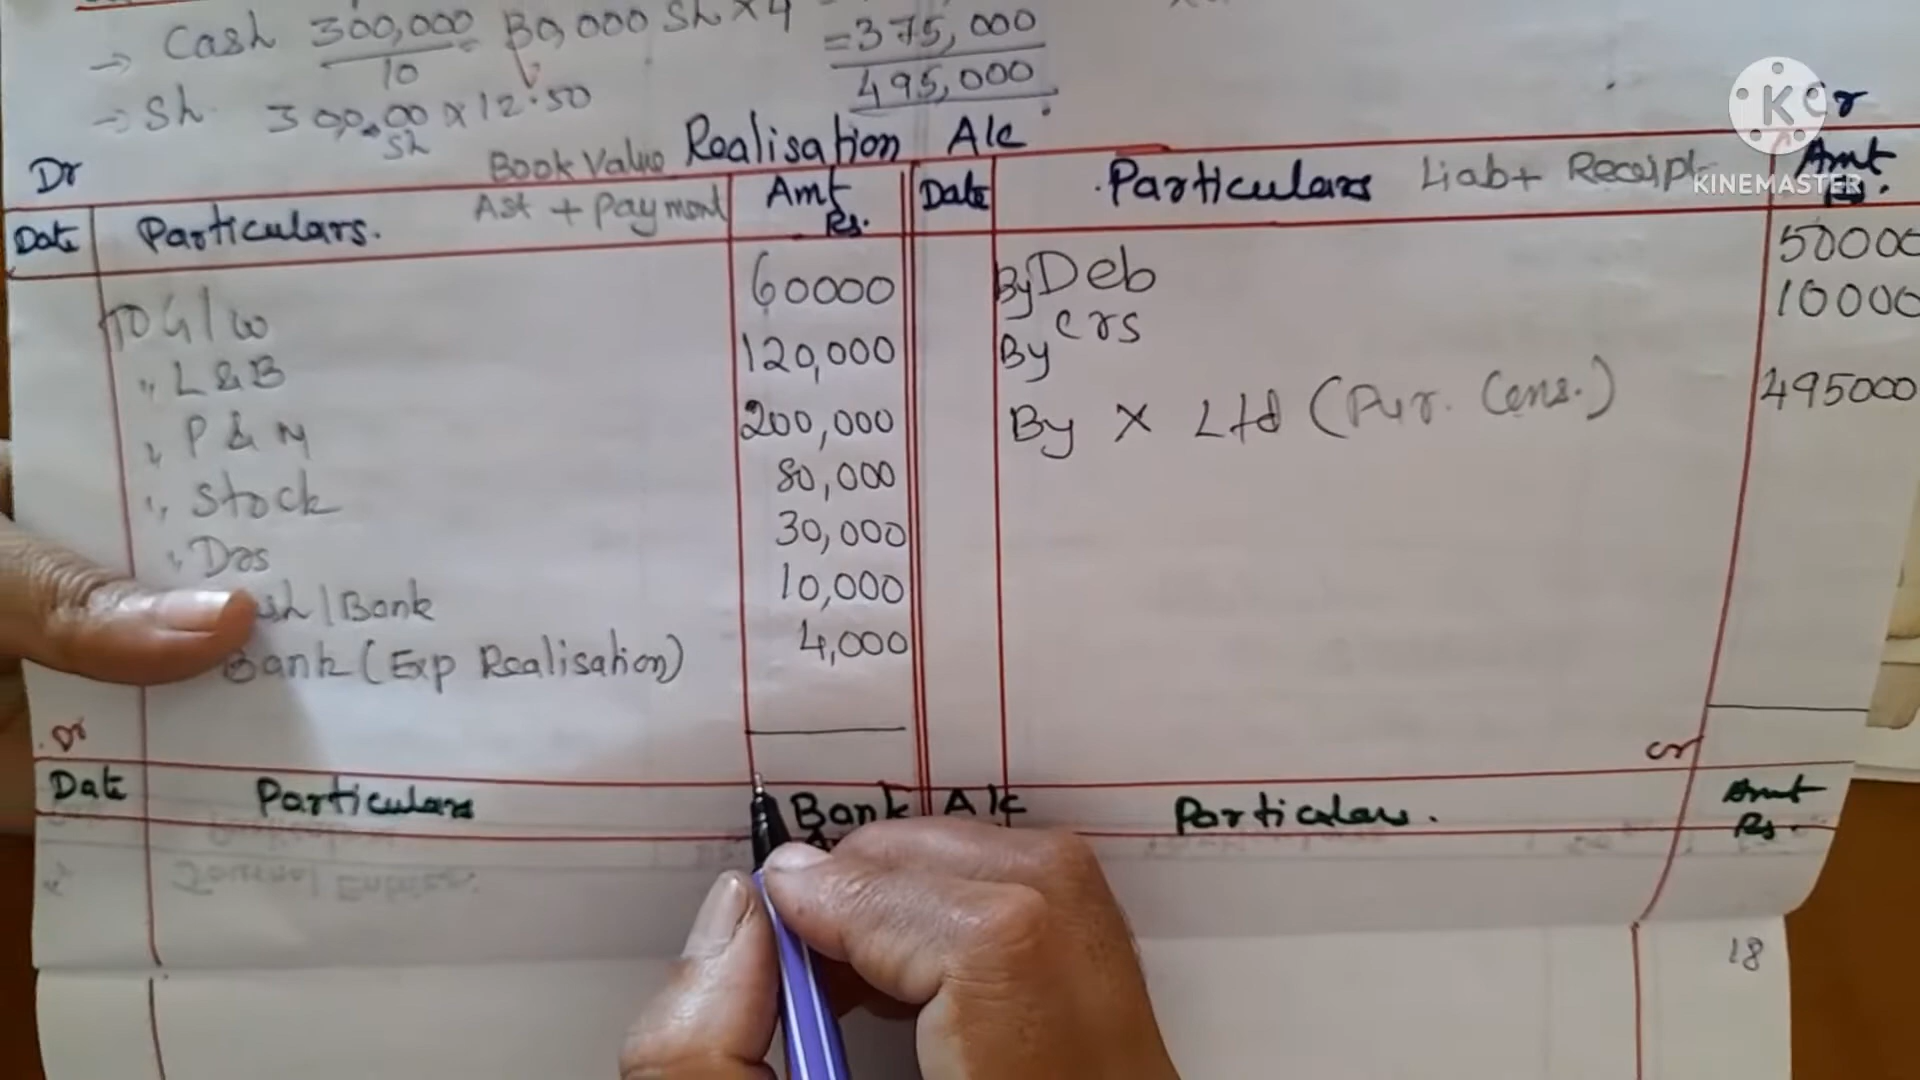 → Cash 300,000 30,000 Sh × 4
10
= 375,000
→ Sh. 300,00 × 12.50
Sh
495,000
Cr
Realisation A/c
Dr
Book Value
Ast + Payment
Liab + Receipt
KINEMASTER
Date Particulars. Amt Rs. Date Particulars Amt Rs.
To G/W 60000 By Deb 50000
" L & B 120,000 By Crs 10000
" P & M 200,000 By X Ltd (Pur. Cons.) 495000
" Stock 80,000
" Drs 30,000
sh/Bank 10,000
Bank (Exp Realisation) 4,000
Dr Cr
Bank A/c
Date Particulars Particulars. Amt Rs.
18